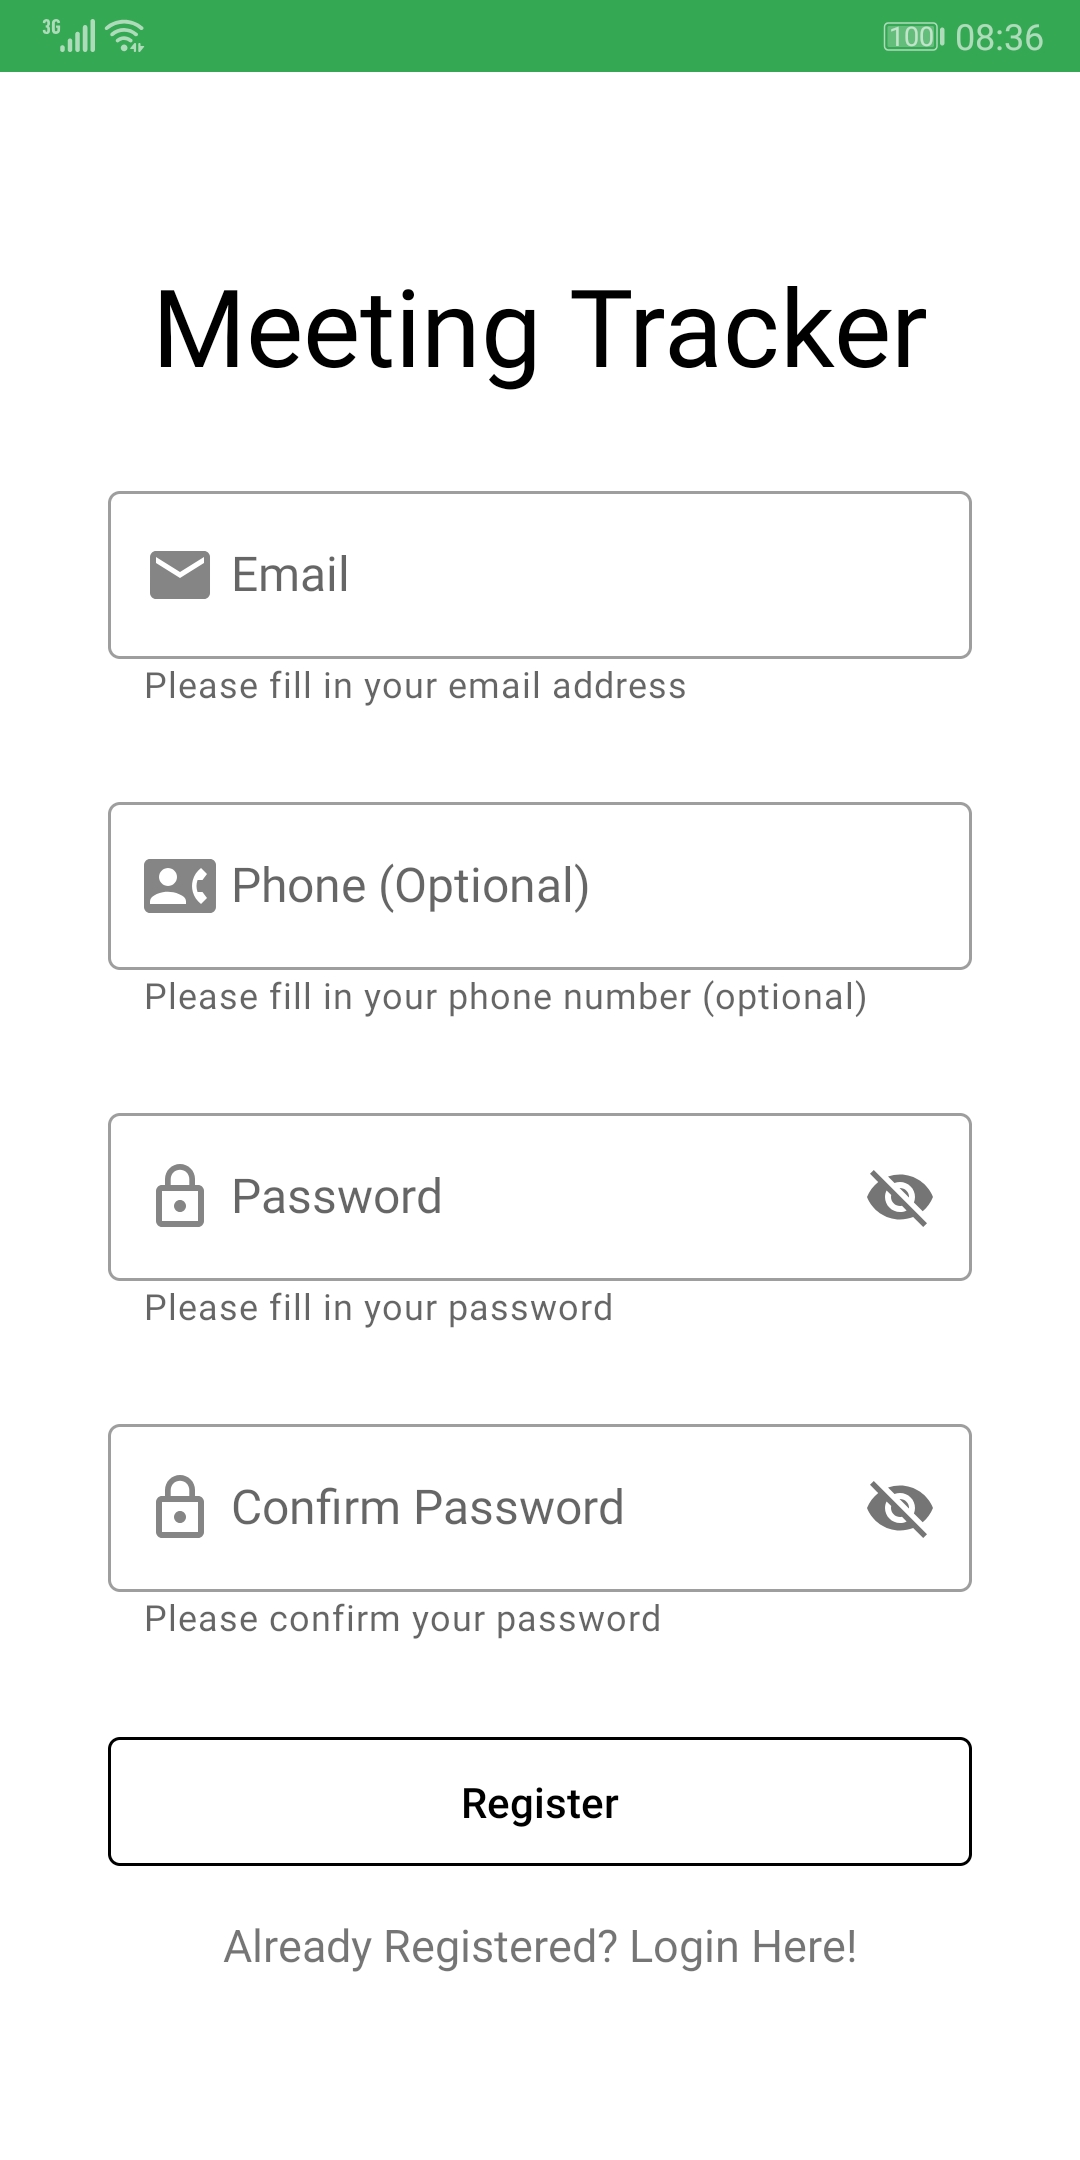 3G 100 08:36
Meeting Tracker
Email
Please fill in your email address
Phone (Optional)
Please fill in your phone number (optional)
Password
Please fill in your password
Confirm Password
Please confirm your password
Register
Already Registered? Login Here!